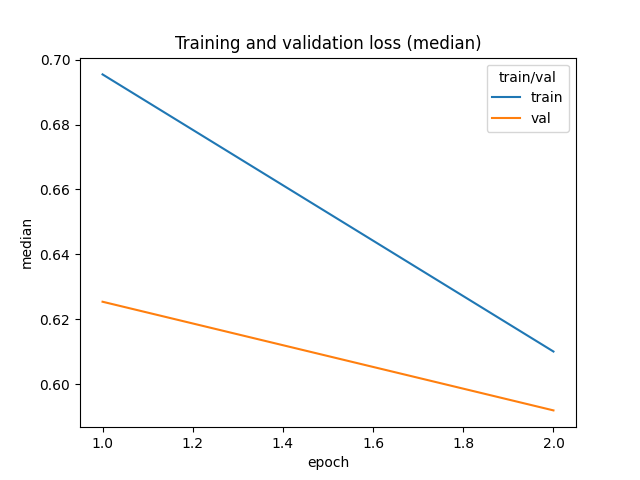 Training and validation loss (median)
train/val
train
val
0.70
0.68
0.66
0.64
0.62
0.60
median
1.0
1.2
1.4
1.6
1.8
2.0
epoch